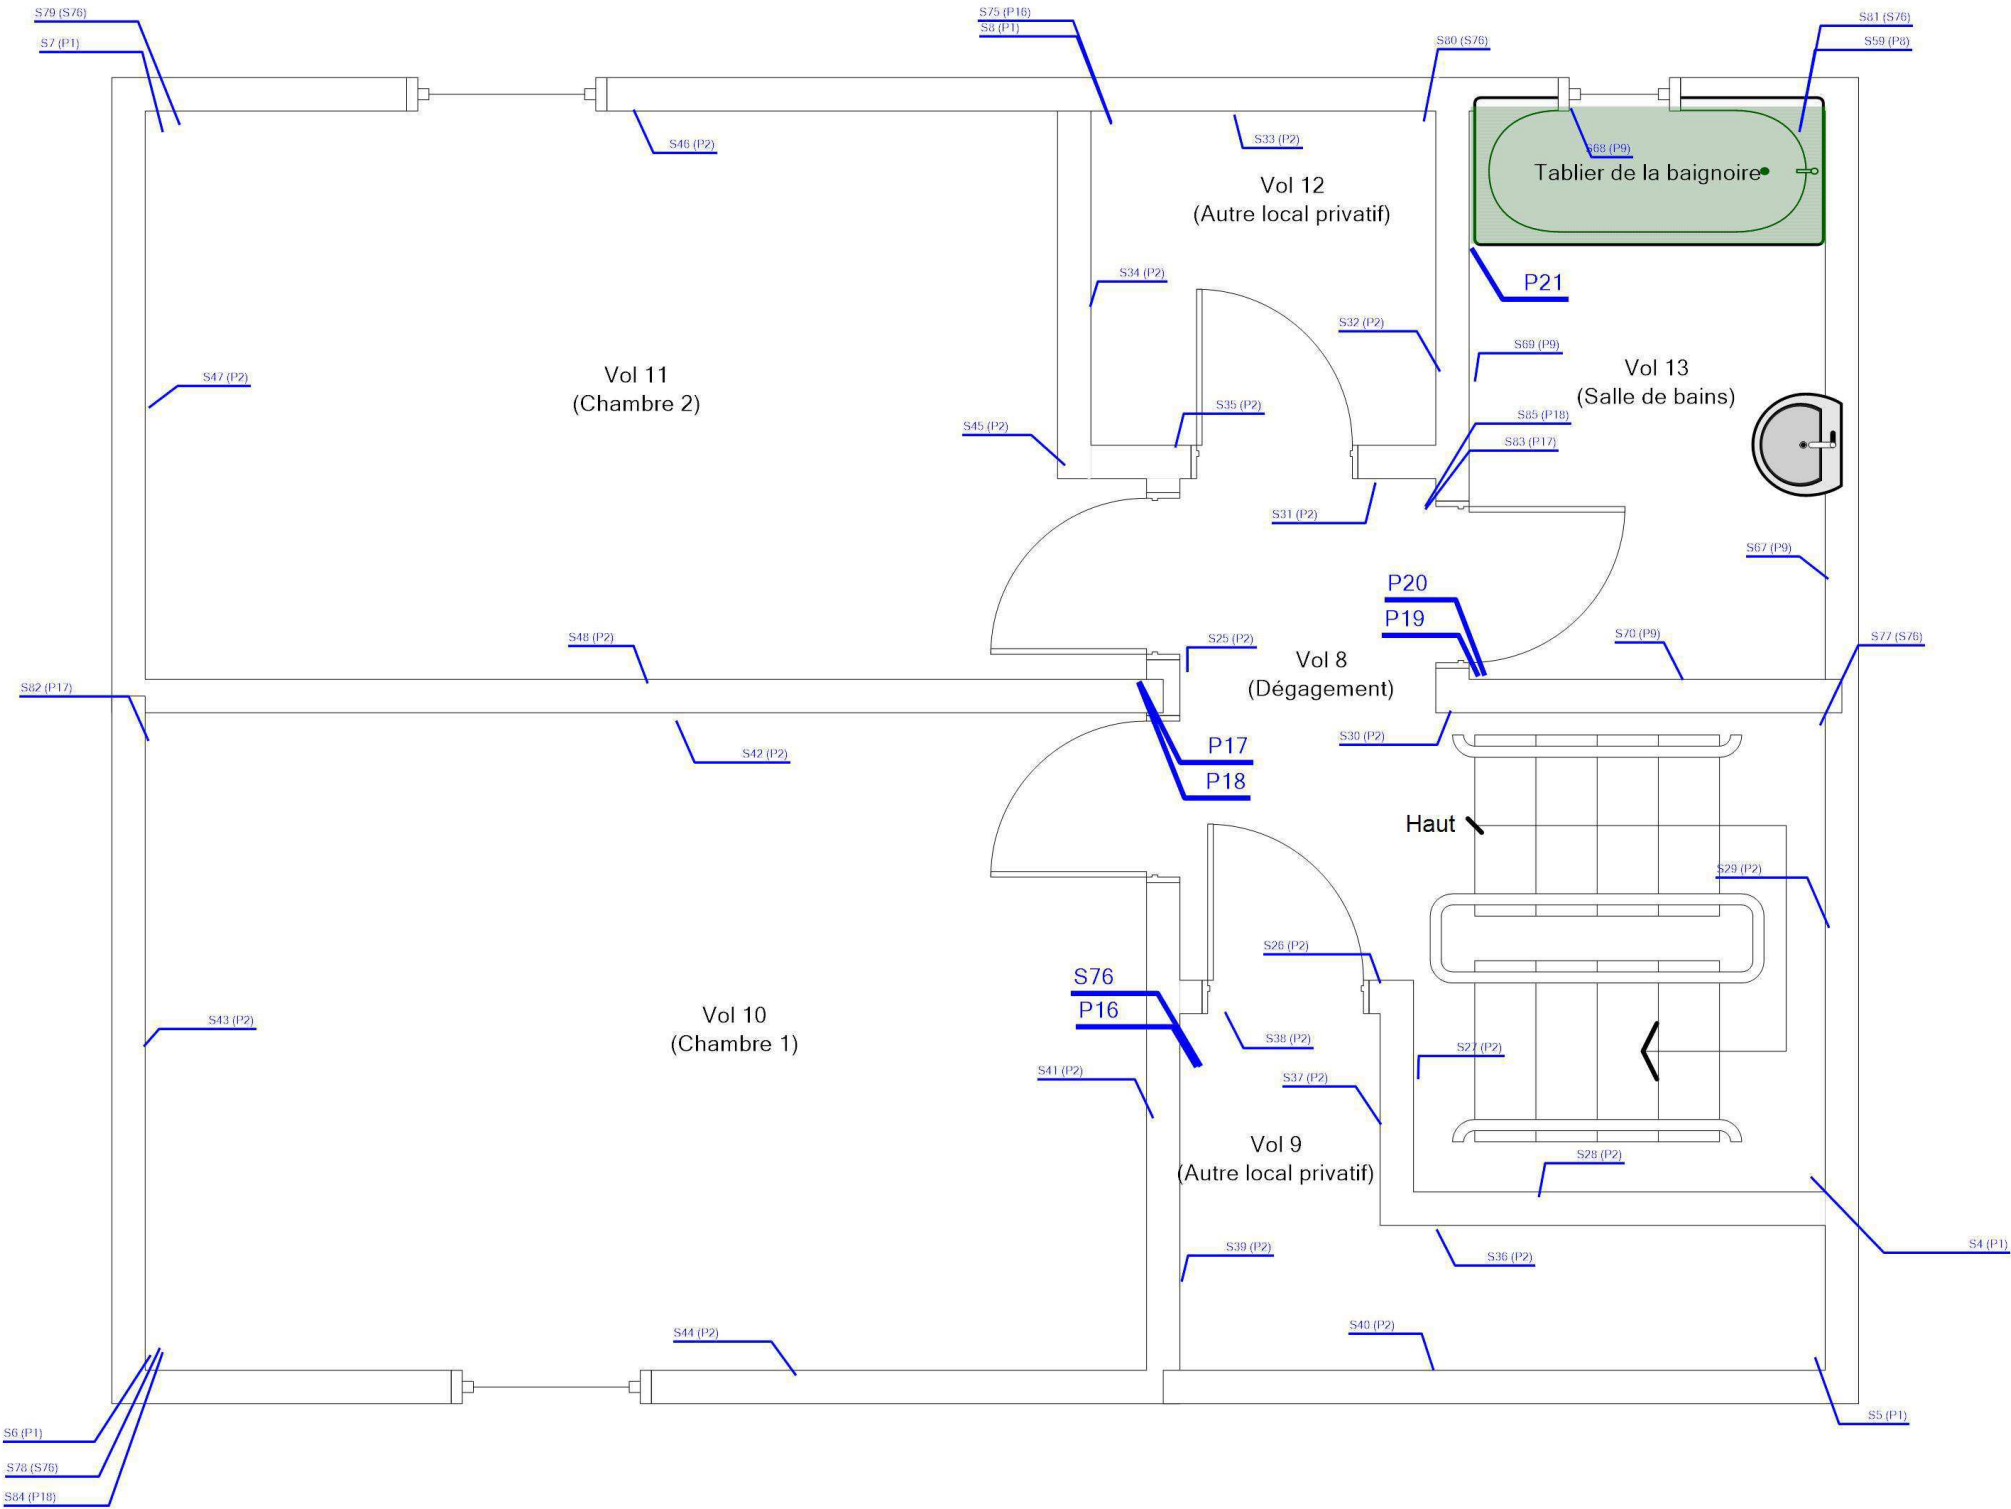 S79 (S76)
S7 (P1)
S75 (P16)
S8 (P1)
S80 (S76)
S81 (S76)
S59 (P8)
S46 (P2)
S33 (P2)
S68 (P9)
Tablier de la baignoire
Vol 12
(Autre local privatif)
S34 (P2)
P21
S32 (P2)
S69 (P9)
Vol 11
(Chambre 2)
S47 (P2)
Vol 13
(Salle de bains)
S35 (P2)
S45 (P2)
S85 (P18)
S83 (P17)
S31 (P2)
S67 (P9)
P20
P19
S48 (P2)
S25 (P2)
S70 (P9)
S77 (S76)
Vol 8
(Dégagement)
S82 (P17)
S42 (P2)
P17
P18
S30 (P2)
Haut
S29 (P2)
S26 (P2)
S76
P16
Vol 10
(Chambre 1)
S43 (P2)
S38 (P2)
S27 (P2)
S41 (P2)
S37 (P2)
Vol 9
(Autre local privatif)
S28 (P2)
S39 (P2)
S36 (P2)
S4 (P1)
S44 (P2)
S40 (P2)
S5 (P1)
S6 (P1)
S78 (S76)
S84 (P18)